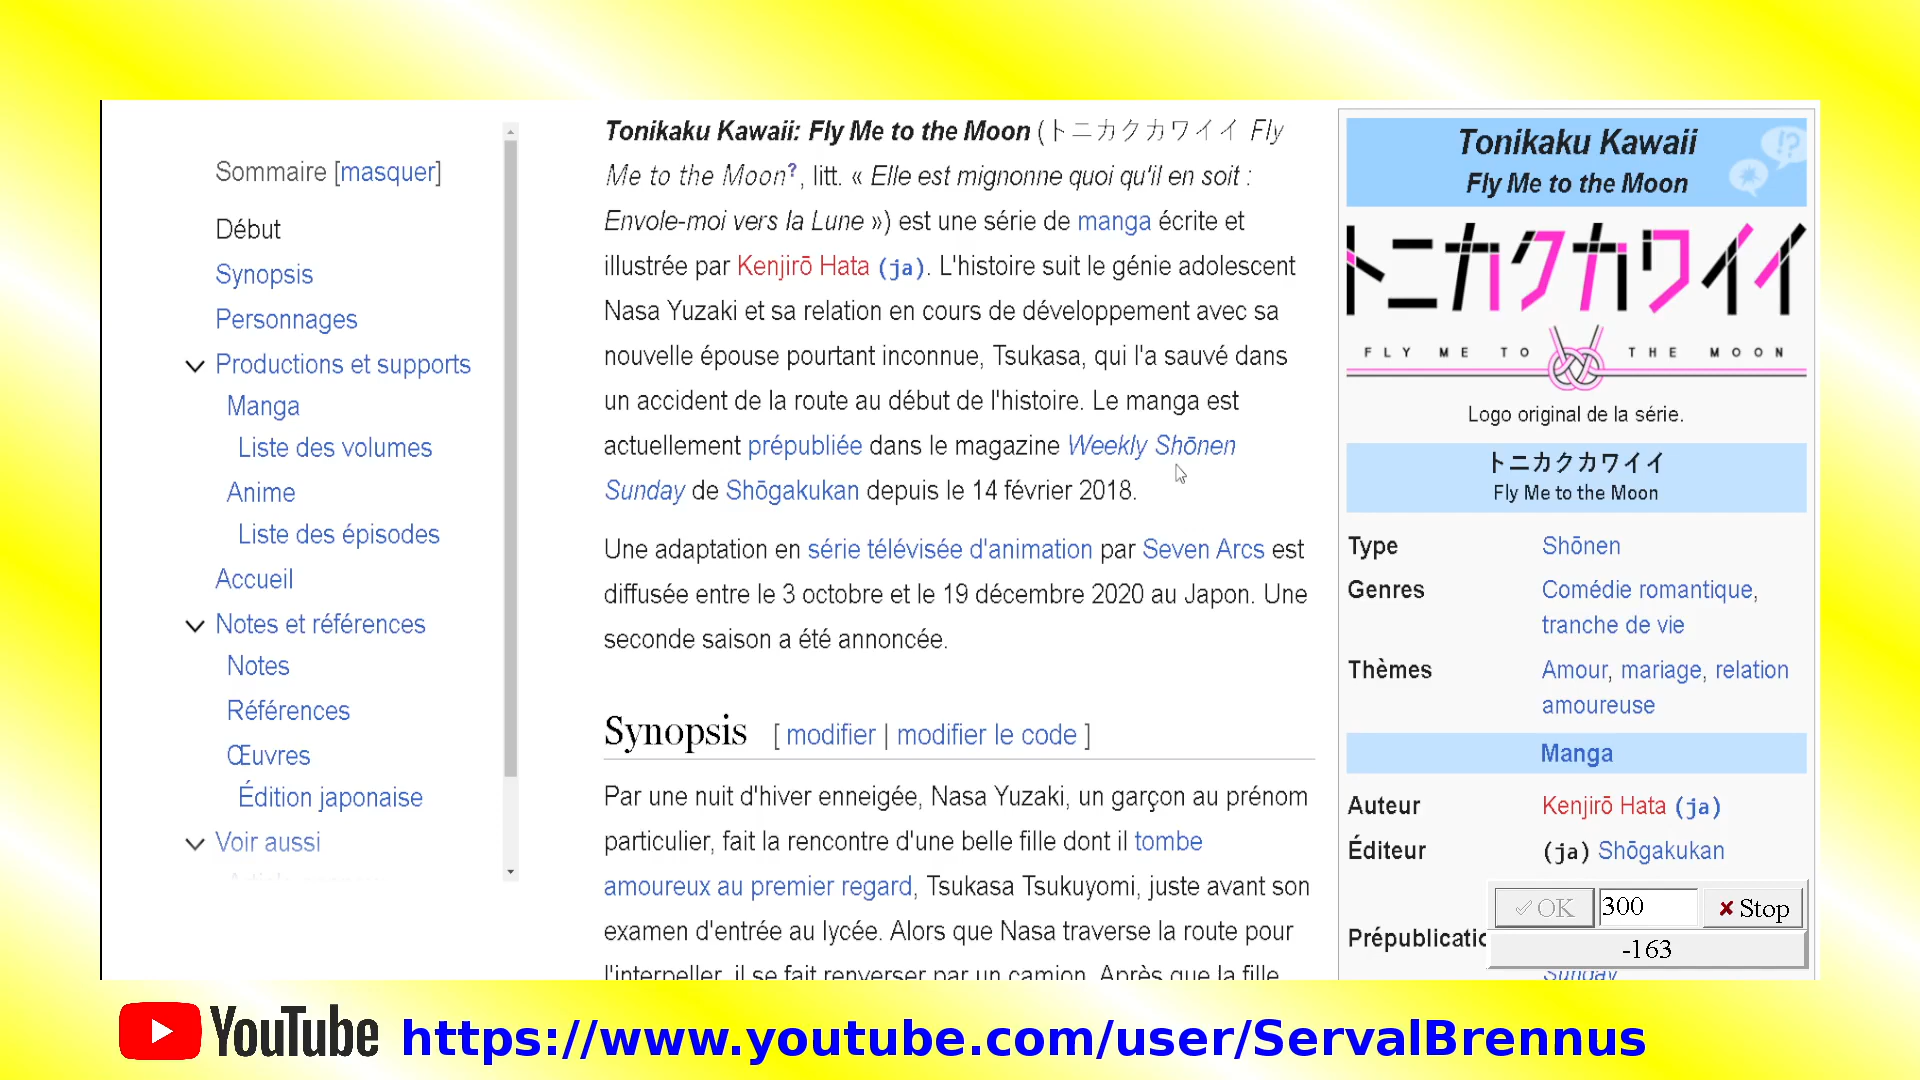 Sommaire [masquer]
Début
Synopsis
Personnages
Productions et supports
Manga
Liste des volumes
Anime
Liste des épisodes
Accueil
Notes et références
Notes
Références
Œuvres
Édition japonaise
Voir aussi
Tonikaku Kawaii: Fly Me to the Moon (トニカクカワイイ Fly
Me to the Moon?, litt. « Elle est mignonne quoi qu'il en soit :
Envole-moi vers la Lune ») est une série de manga écrite et
illustrée par Kenjirō Hata (ja). L'histoire suit le génie adolescent
Nasa Yuzaki et sa relation en cours de développement avec sa
nouvelle épouse pourtant inconnue, Tsukasa, qui l'a sauvé dans
un accident de la route au début de l'histoire. Le manga est
actuellement prépubliée dans le magazine Weekly Shōnen
Sunday de Shōgakukan depuis le 14 février 2018.
Une adaptation en série télévisée d'animation par Seven Arcs est
diffusée entre le 3 octobre et le 19 décembre 2020 au Japon. Une
seconde saison a été annoncée.
Synopsis [ modifier | modifier le code ]
Par une nuit d'hiver enneigée, Nasa Yuzaki, un garçon au prénom
particulier, fait la rencontre d'une belle fille dont il tombe
amoureux au premier regard, Tsukasa Tsukuyomi, juste avant son
examen d'entrée au lycée. Alors que Nasa traverse la route pour
l'interpeller, il se fait renverser par un camion. Après que la fille
Tonikaku Kawaii
Fly Me to the Moon
!?
トニカクカワイイ
FLY ME TO THE MOON
Logo original de la série.
トニカクカワイイ
Fly Me to the Moon
Type Shōnen
Genres Comédie romantique,
tranche de vie
Thèmes Amour, mariage, relation
amoureuse
Manga
Auteur Kenjirō Hata (ja)
Éditeur (ja) Shōgakukan
Prépublicatio
Sunday
OK 300 Stop
-163
YouTube https://www.youtube.com/user/ServalBrennus